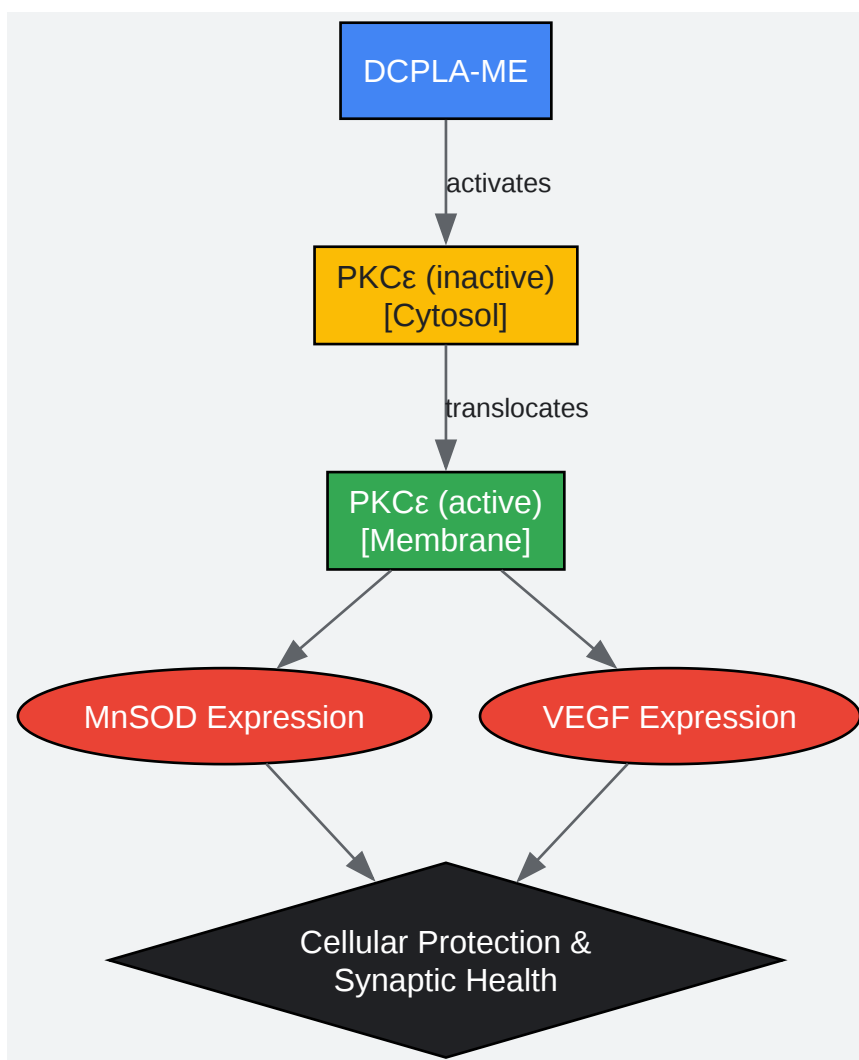 DCPLA-ME
activates
PKCε (inactive)
[Cytosol]
translocates
PKCε (active)
[Membrane]
MnSOD Expression
VEGF Expression
Cellular Protection &
Synaptic Health